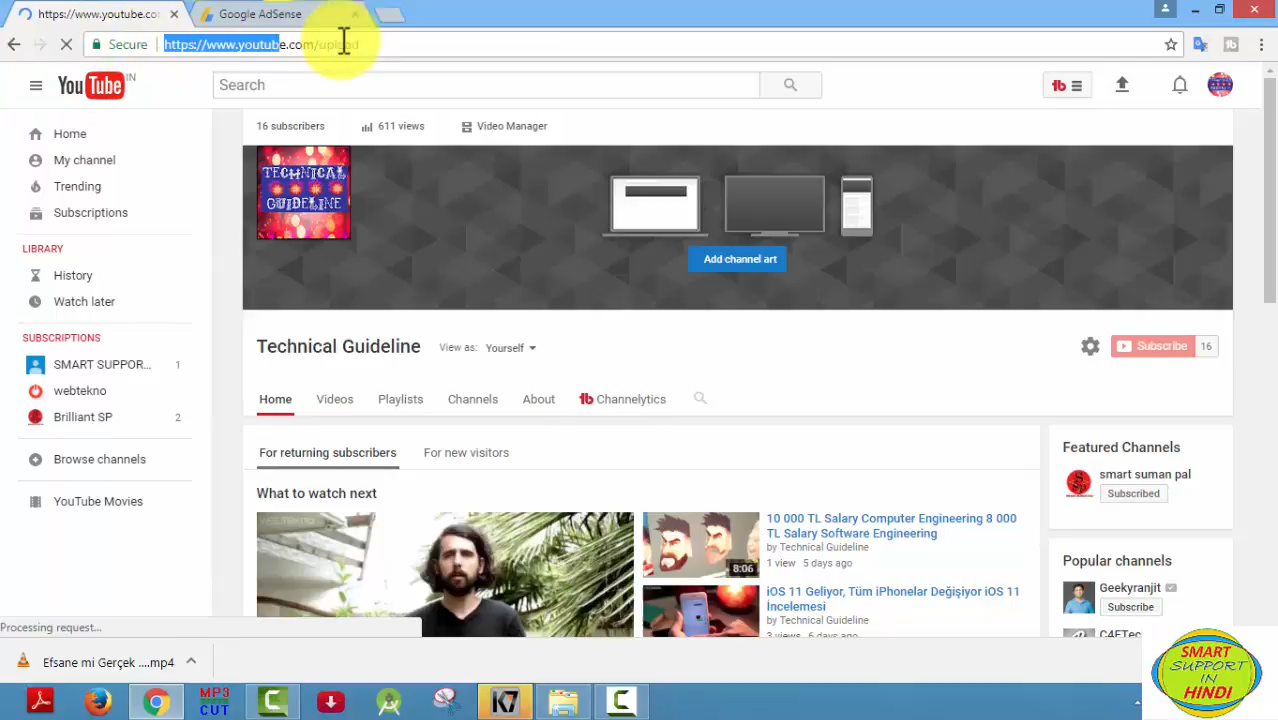 https://www.youtube.co
Google AdSense
Secure
https://www.youtube.com/upload
YouTube IN
Search
Home
My channel
Trending
Subscriptions
LIBRARY
History
Watch later
SUBSCRIPTIONS
SMART SUPPOR... 1
webtekno
Brilliant SP 2
Browse channels
YouTube Movies
16 subscribers
611 views
Video Manager
TECHNICAL
GUIDELINE
Add channel art
Technical Guideline
View as: Yourself
Subscribe 16
Home Videos Playlists Channels About Channelytics
For returning subscribers For new visitors
What to watch next
8:06
10 000 TL Salary Computer Engineering 8 000
TL Salary Software Engineering
by Technical Guideline
1 view 5 days ago
iOS 11 Geliyor, Tüm iPhonelar Değişiyor iOS 11
İncelemesi
by Technical Guideline
3 views 6 days ago
Featured Channels
smart suman pal
Subscribed
Popular channels
Geekyranjit
Subscribe
C4ETec
Processing request...
Efsane mi Gerçek ....mp4
MP3
CUT
K7
SMART
SUPPORT
IN
HINDI